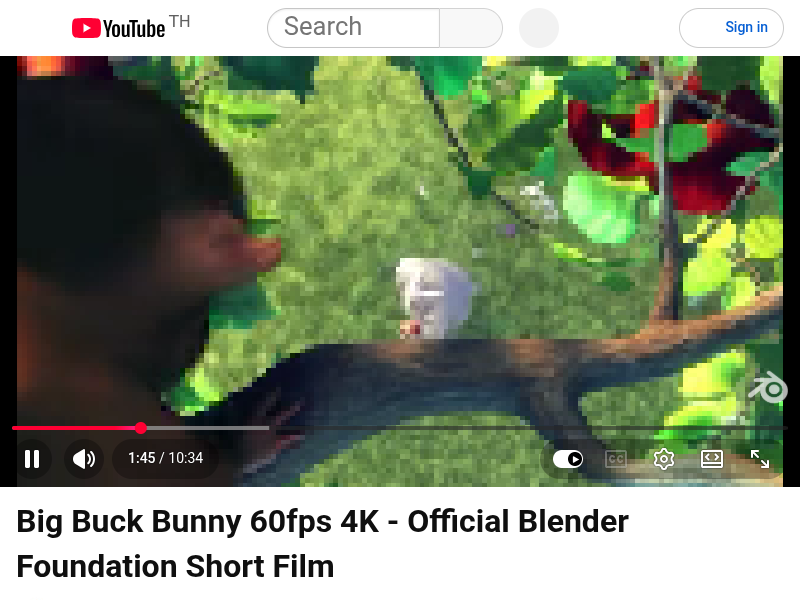 YouTube TH
Search
Sign in
1:45 / 10:34
CC
Big Buck Bunny 60fps 4K - Official Blender
Foundation Short Film